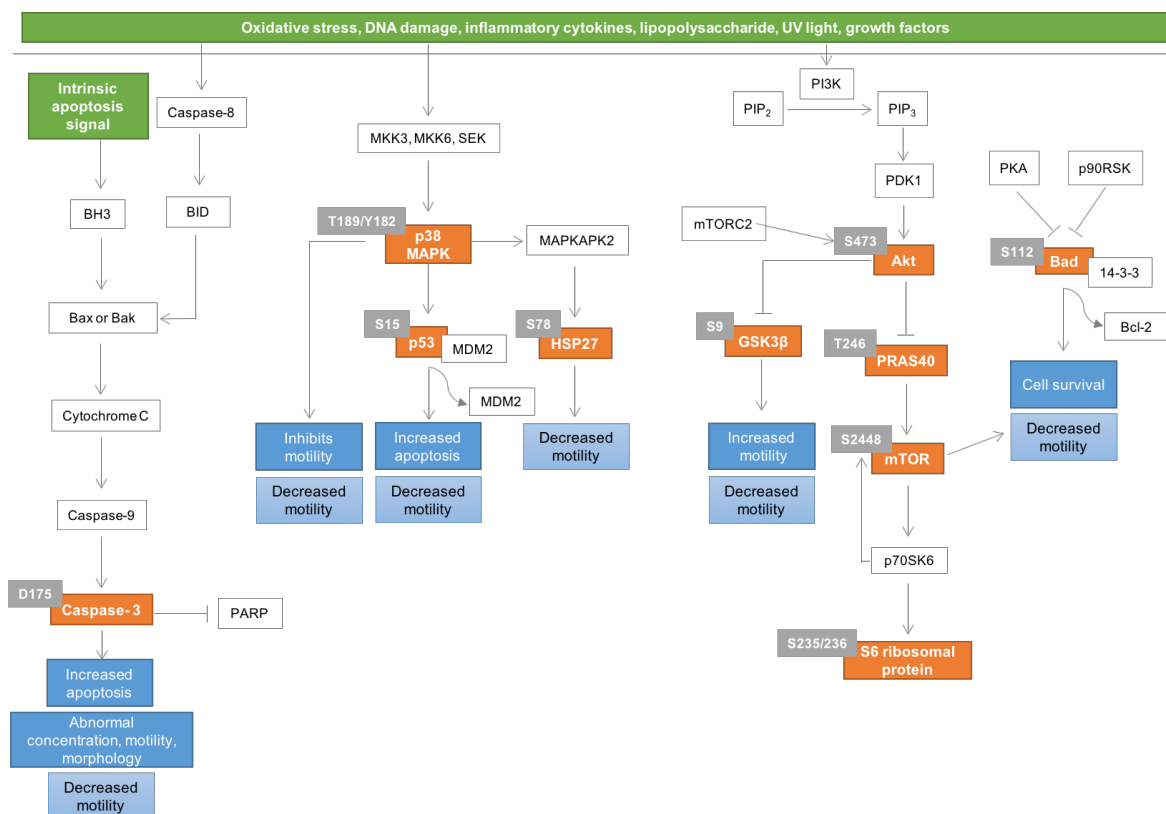 Oxidative stress, DNA damage, inflammatory cytokines, lipopolysaccharide, UV light, growth factors
Intrinsic
apoptosis
signal
Caspase-8
BH3
BID
Bax or Bak
Cytochrome C
Caspase-9
D175
Caspase- 3
PARP
Increased
apoptosis
Abnormal
concentration, motility,
morphology
Decreased
motility
MKK3, MKK6, SEK
T189/Y182
p38
MAPK
MAPKAPK2
S15
p53
MDM2
MDM2
S78
HSP27
Inhibits
motility
Decreased
motility
Increased
apoptosis
Decreased
motility
Decreased
motility
PI3K
PIP2
PIP3
PDK1
mTORC2
S473
Akt
S9
GSK3β
T246
PRAS40
Increased
motility
Decreased
motility
S2448
mTOR
p70SK6
S235/236
S6 ribosomal
protein
PKA
p90RSK
S112
Bad
14-3-3
Bcl-2
Cell survival
Decreased
motility